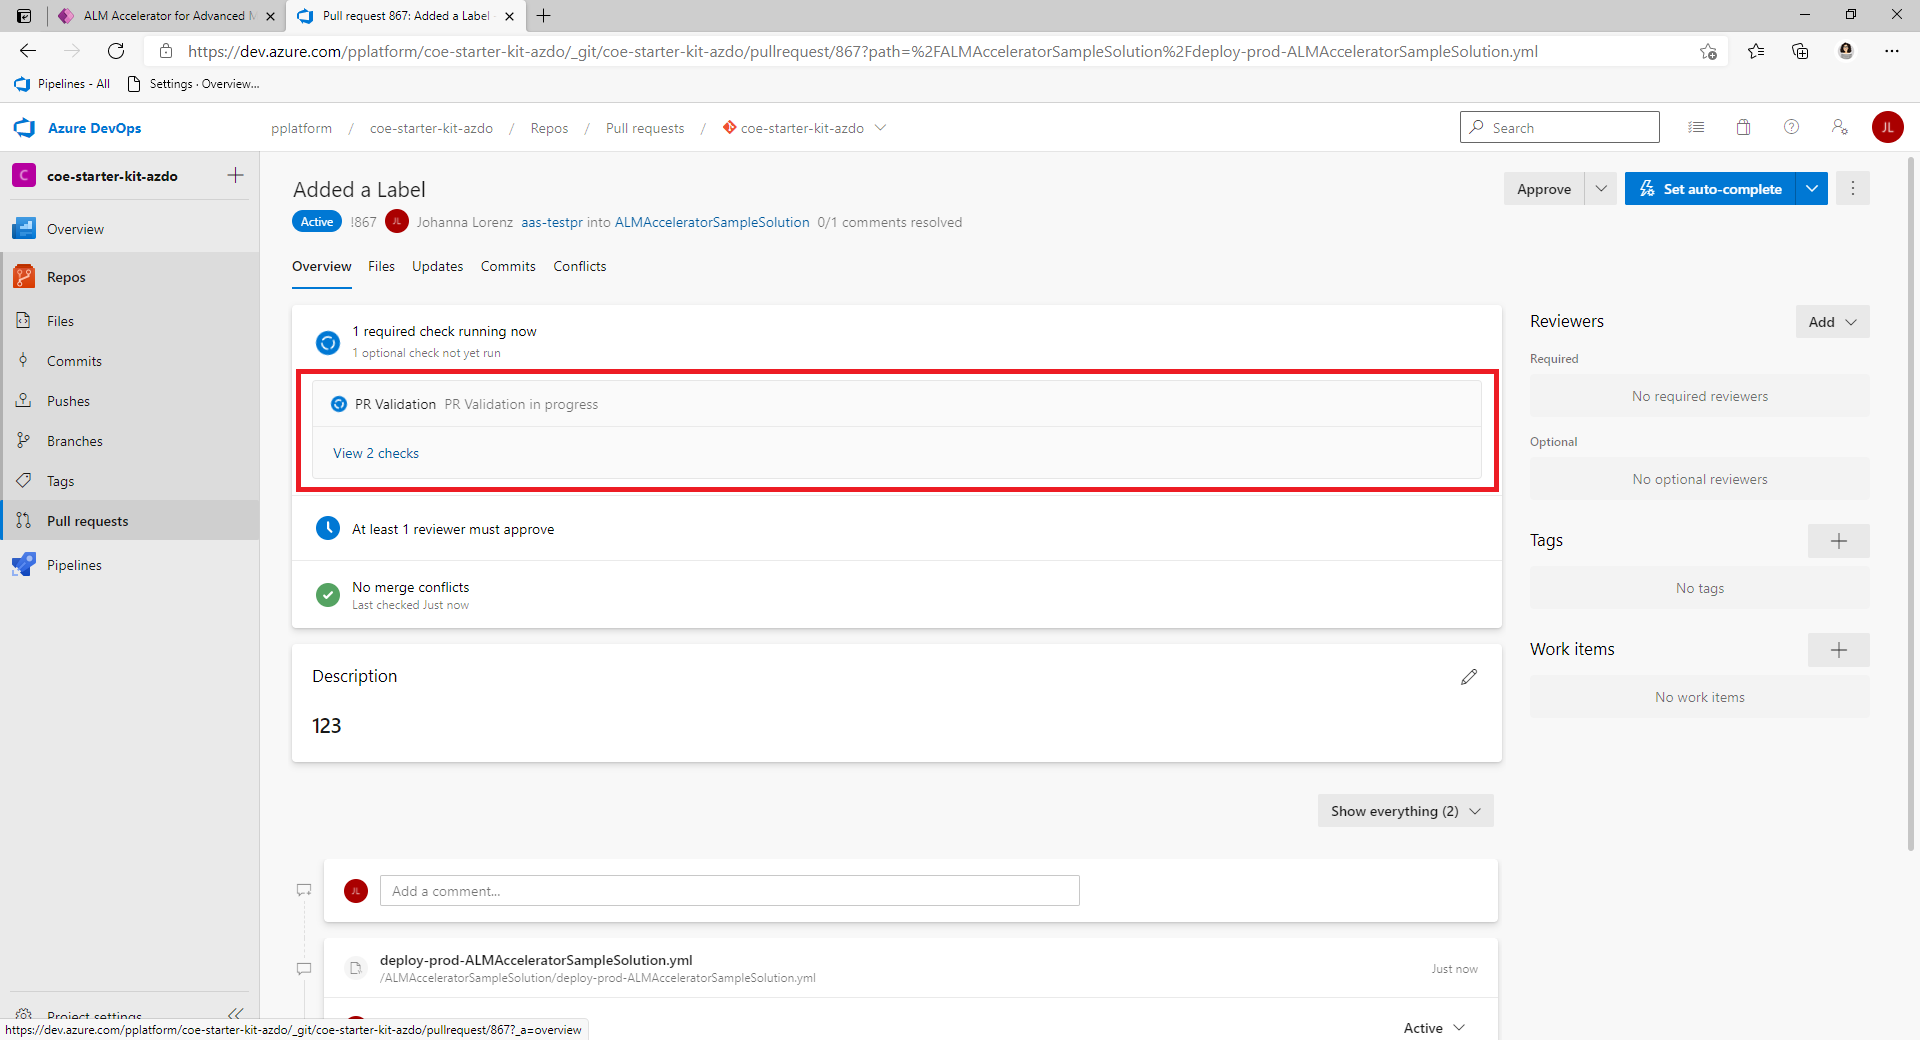 ALM Accelerator for Advanced M
Pull request 867: Added a Label -
https://dev.azure.com/pplatform/coe-starter-kit-azdo/_git/coe-starter-kit-azdo/pullrequest/867?path=%2FALMAcceleratorSampleSolution%2Fdeploy-prod-ALMAcceleratorSampleSolution.yml
Pipelines - All
Settings · Overview...
Azure DevOps
pplatform / coe-starter-kit-azdo / Repos / Pull requests / coe-starter-kit-azdo
Search
JL
C
coe-starter-kit-azdo
Overview
Repos
Files
Commits
Pushes
Branches
Tags
Pull requests
Pipelines
Project settings
Added a Label
Approve
Set auto-complete
Active !867 JL Johanna Lorenz aas-testpr into ALMAcceleratorSampleSolution 0/1 comments resolved
Overview Files Updates Commits Conflicts
1 required check running now
1 optional check not yet run
PR Validation PR Validation in progress
View 2 checks
At least 1 reviewer must approve
No merge conflicts
Last checked Just now
Description
123
Reviewers
Add
Required
No required reviewers
Optional
No optional reviewers
Tags
No tags
Work items
No work items
Show everything (2)
JL
Add a comment...
deploy-prod-ALMAcceleratorSampleSolution.yml
/ALMAcceleratorSampleSolution/deploy-prod-ALMAcceleratorSampleSolution.yml
Just now
Active
https://dev.azure.com/pplatform/coe-starter-kit-azdo/_git/coe-starter-kit-azdo/pullrequest/867?_a=overview